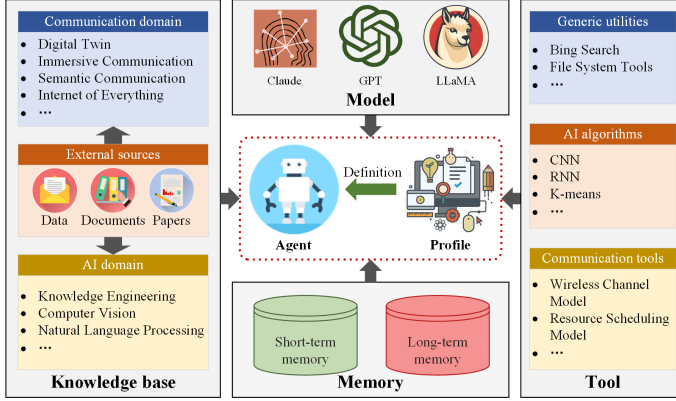 Communication domain
• Digital Twin
• Immersive Communication
• Semantic Communication
• Internet of Everything
• ...
External sources
Data
Documents
Papers
AI domain
• Knowledge Engineering
• Computer Vision
• Natural Language Processing
• ...
Knowledge base
Claude
GPT
LLaMA
Model
Definition
Agent
Profile
Short-term
memory
Long-term
memory
Memory
Generic utilities
• Bing Search
• File System Tools
• ...
AI algorithms
• CNN
• RNN
• K-means
• ...
Communication tools
• Wireless Channel
Model
• Resource Scheduling
Model
• ...
Tool